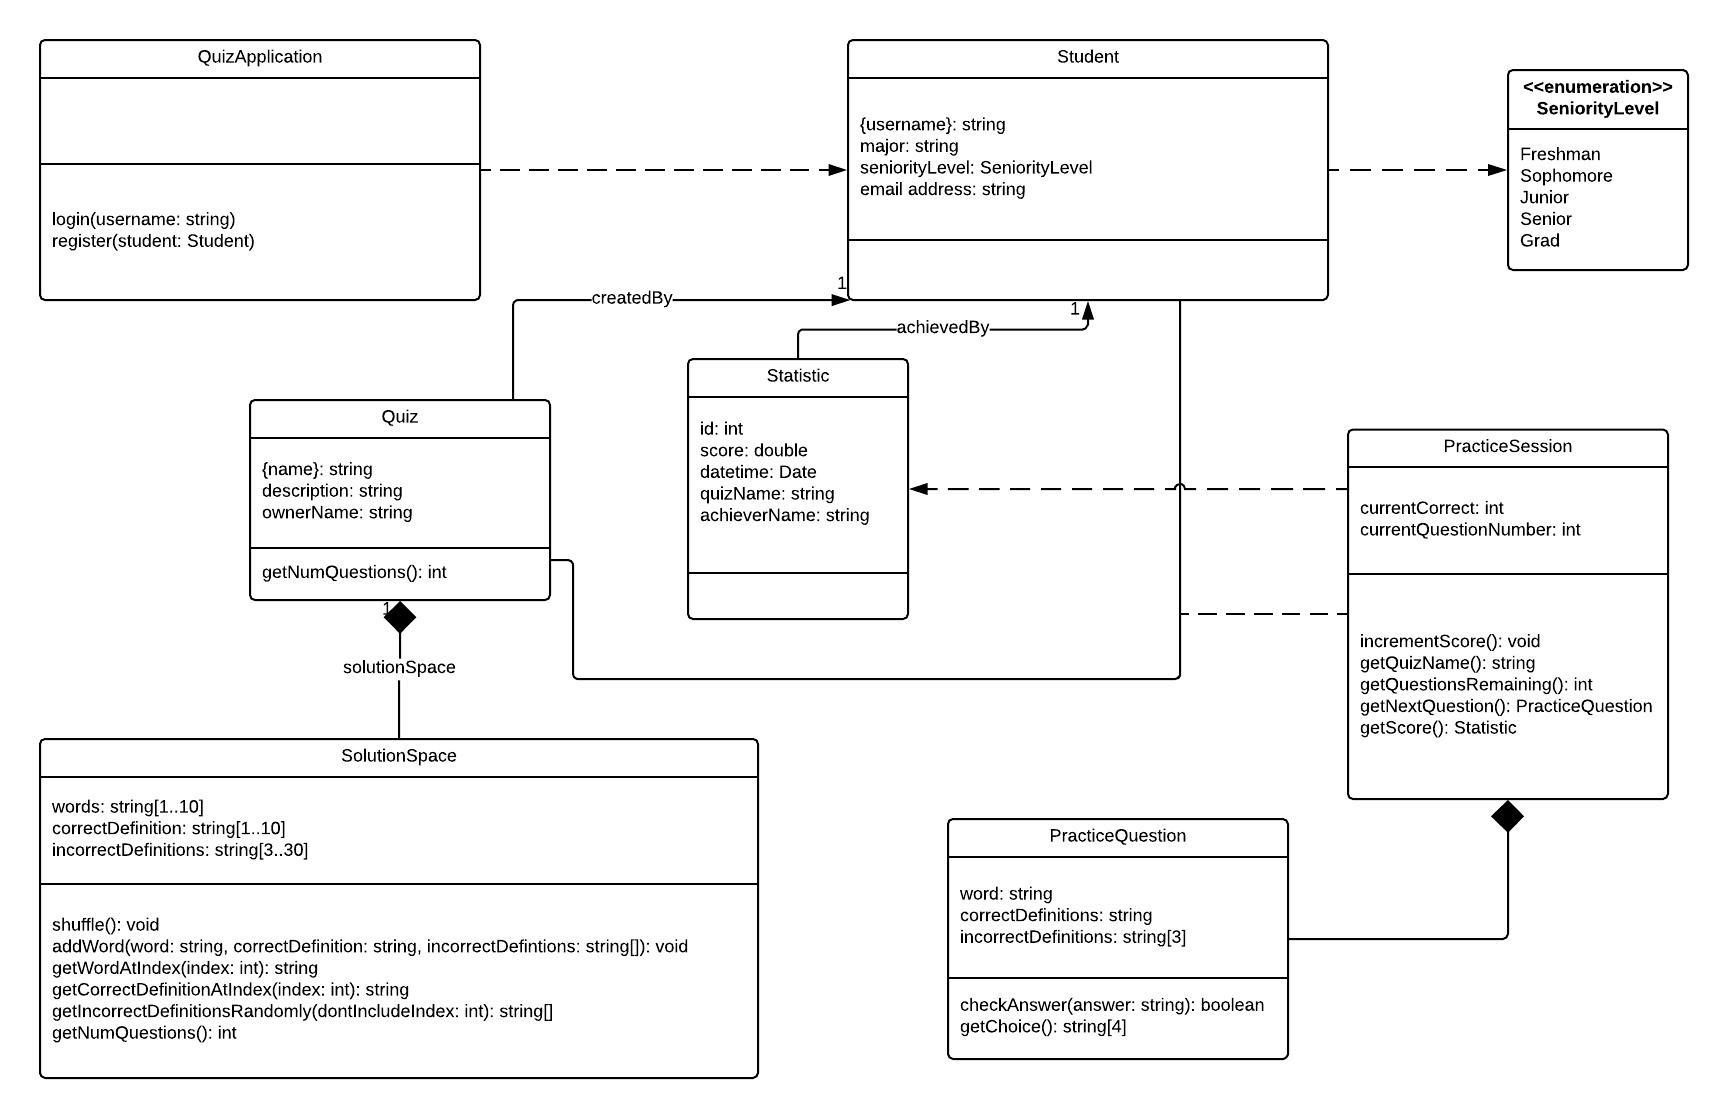 QuizApplication
login(username: string)
register(student: Student)
Student
{username}: string
major: string
seniorityLevel: SeniorityLevel
email address: string
<<enumeration>>
SeniorityLevel
Freshman
Sophomore
Junior
Senior
Grad
1
createdBy
1
achievedBy
Quiz
{name}: string
description: string
ownerName: string
getNumQuestions(): int
1
solutionSpace
Statistic
id: int
score: double
datetime: Date
quizName: string
achieverName: string
PracticeSession
currentCorrect: int
currentQuestionNumber: int
incrementScore(): void
getQuizName(): string
getQuestionsRemaining(): int
getNextQuestion(): PracticeQuestion
getScore(): Statistic
SolutionSpace
words: string[1..10]
correctDefinition: string[1..10]
incorrectDefinitions: string[3..30]
shuffle(): void
addWord(word: string, correctDefinition: string, incorrectDefintions: string[]): void
getWordAtIndex(index: int): string
getCorrectDefinitionAtIndex(index: int): string
getIncorrectDefinitionsRandomly(dontIncludeIndex: int): string[]
getNumQuestions(): int
PracticeQuestion
word: string
correctDefinitions: string
incorrectDefinitions: string[3]
checkAnswer(answer: string): boolean
getChoice(): string[4]